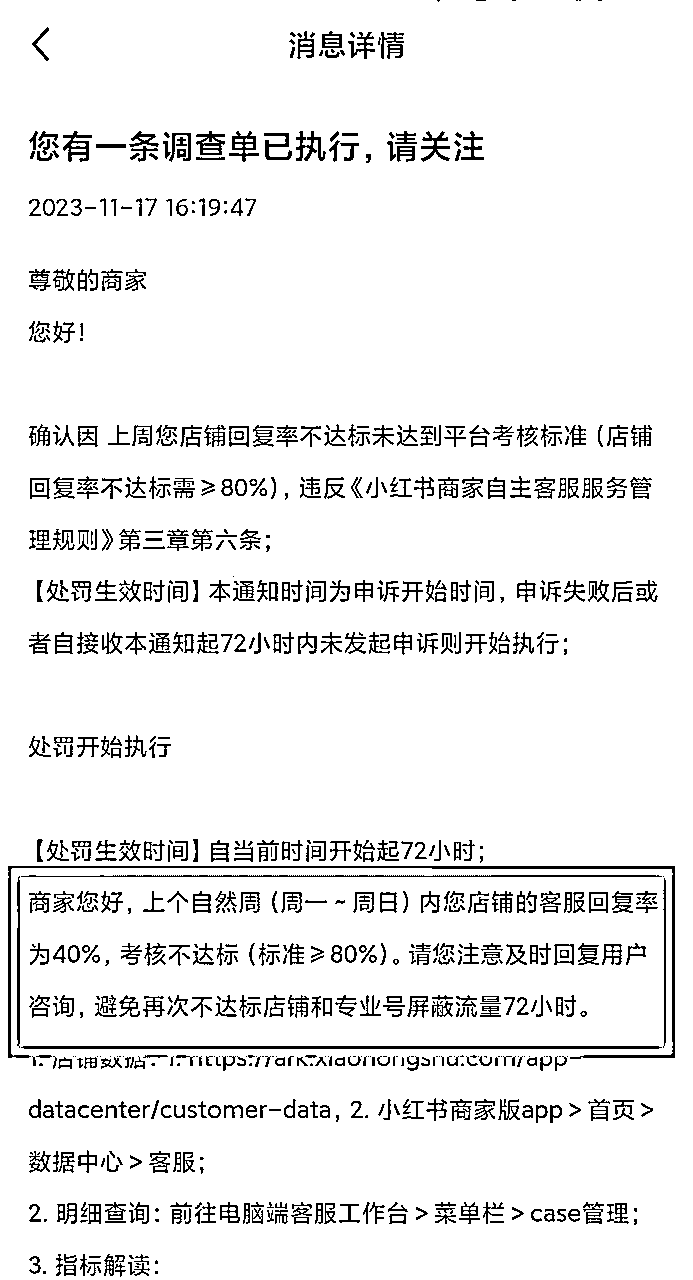 消息详情
您有一条调查单已执行，请关注
2023-11-17 16:19:47
尊敬的商家
您好！
确认因 上周您店铺回复率不达标未达到平台考核标准（店铺
回复率不达标需≥80%），违反《小红书商家自主客服服务管
理规则》第三章第六条；
【处罚生效时间】本通知时间为申诉开始时间，申诉失败后或
者自接收本通知起72小时内未发起申诉则开始执行；
处罚开始执行
【处罚生效时间】自当前时间开始起72小时；
商家您好，上个自然周（周一～周日）内您店铺的客服回复率
为40%，考核不达标（标准≥80%）。请您注意及时回复用户
咨询，避免再次不达标店铺和专业号屏蔽流量72小时。
1. 店铺数据：1. https://ark.xiaohongshu.com/app-
datacenter/customer-data，2. 小红书商家版app > 首页 >
数据中心 > 客服；
2. 明细查询：前往电脑端客服工作台 > 菜单栏 > case管理；
3. 指标解读：